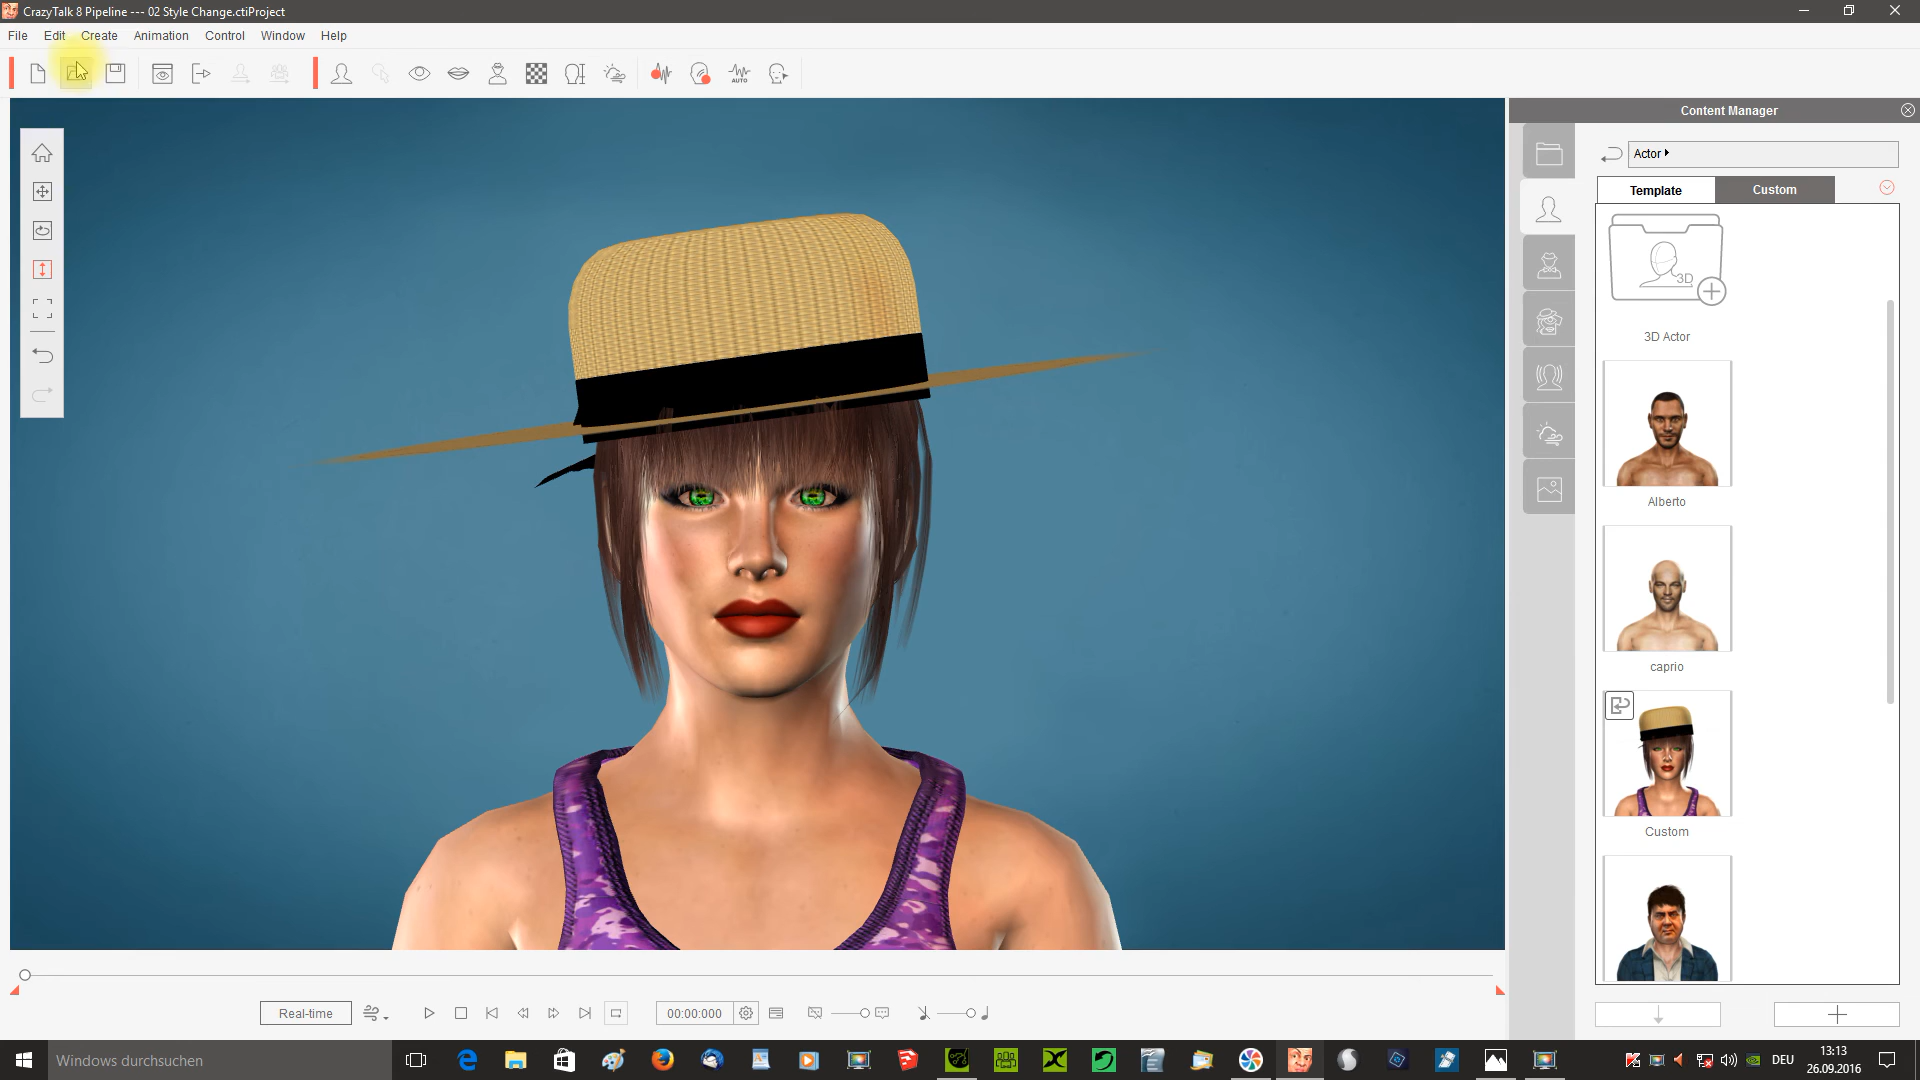 CrazyTalk 8 Pipeline --- 02 Style Change.ctiProject
File Edit Create Animation Control Window Help
AUTO
Content Manager
Actor
Template Custom
3D
3D Actor
Alberto
caprio
Custom
Real-time
00:00:000
Windows durchsuchen
DEU
13:13
26.09.2016